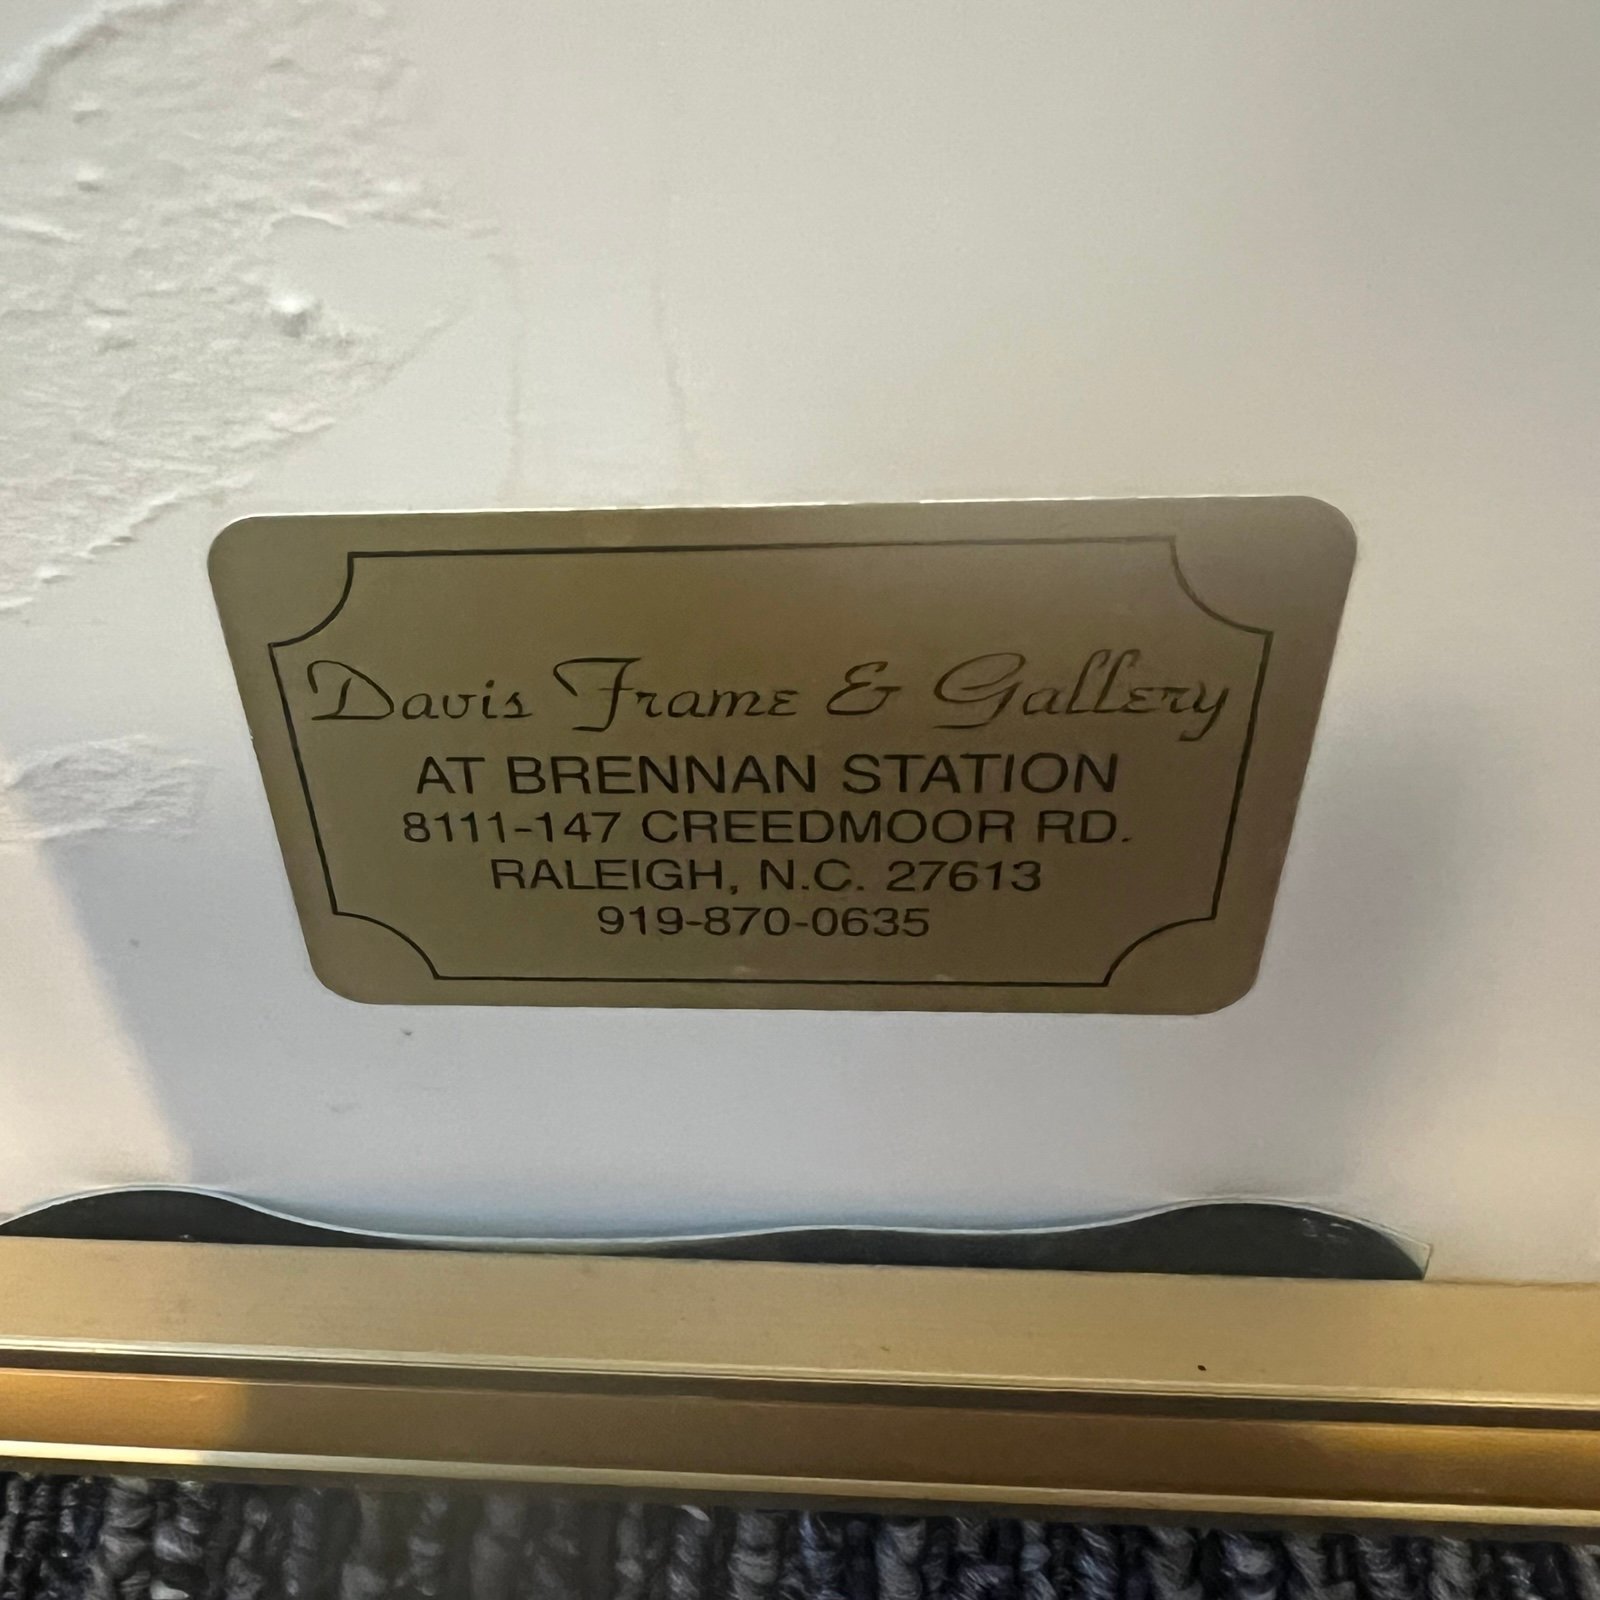 Davis Frame & Gallery
AT BRENNAN STATION
8111-147 CREEDMOOR RD.
RALEIGH, N.C. 27613
919-870-0635